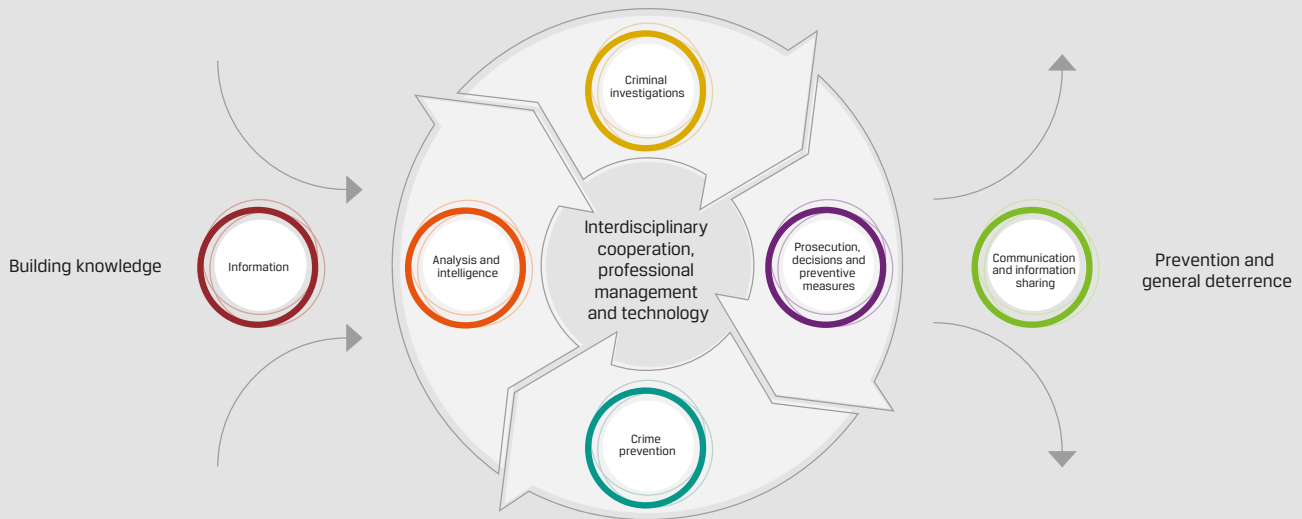 Building knowledge
Information
Analysis and
intelligence
Criminal
investigations
Interdisciplinary
cooperation,
professional
management
and technology
Crime
prevention
Prosecution,
decisions and
preventive
measures
Communication
and information
sharing
Prevention and
general deterrence